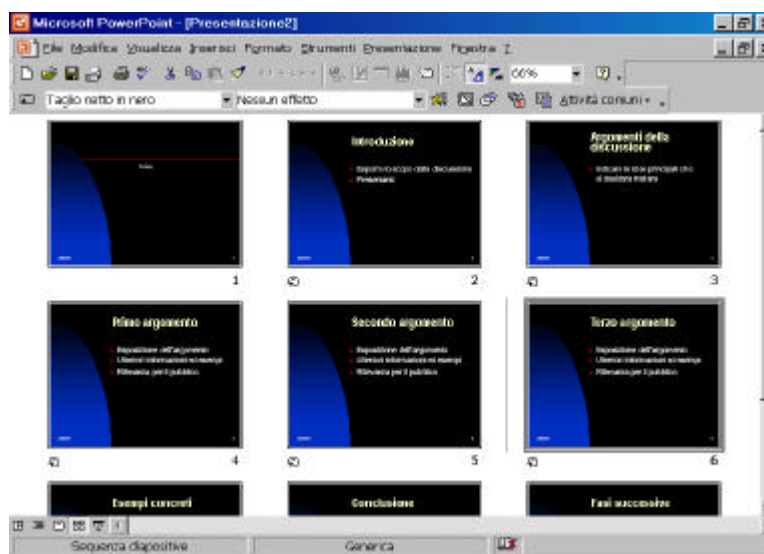 Microsoft PowerPoint - [Presentazione2]
File Modifica Visualizza Inserisci Formato Strumenti Presentazione Finestra ?
66%
Taglio netto in nero Nessun effetto Attività comuni
Introduzione
Esporre lo scopo della discussione
Presentarsi
Argomenti della
discussione
Indicare le idee principali che
si desidera trattare
1 2 3
Primo argomento
Esposizione dell'argomento
Ulteriori informazioni ed esempi
Rilevanza per il pubblico
Secondo argomento
Esposizione dell'argomento
Ulteriori informazioni ed esempi
Rilevanza per il pubblico
Terzo argomento
Esposizione dell'argomento
Ulteriori informazioni ed esempi
Rilevanza per il pubblico
4 5 6
Esempi concreti
Conclusione
Fasi successive
Sequenza diapositive Generica